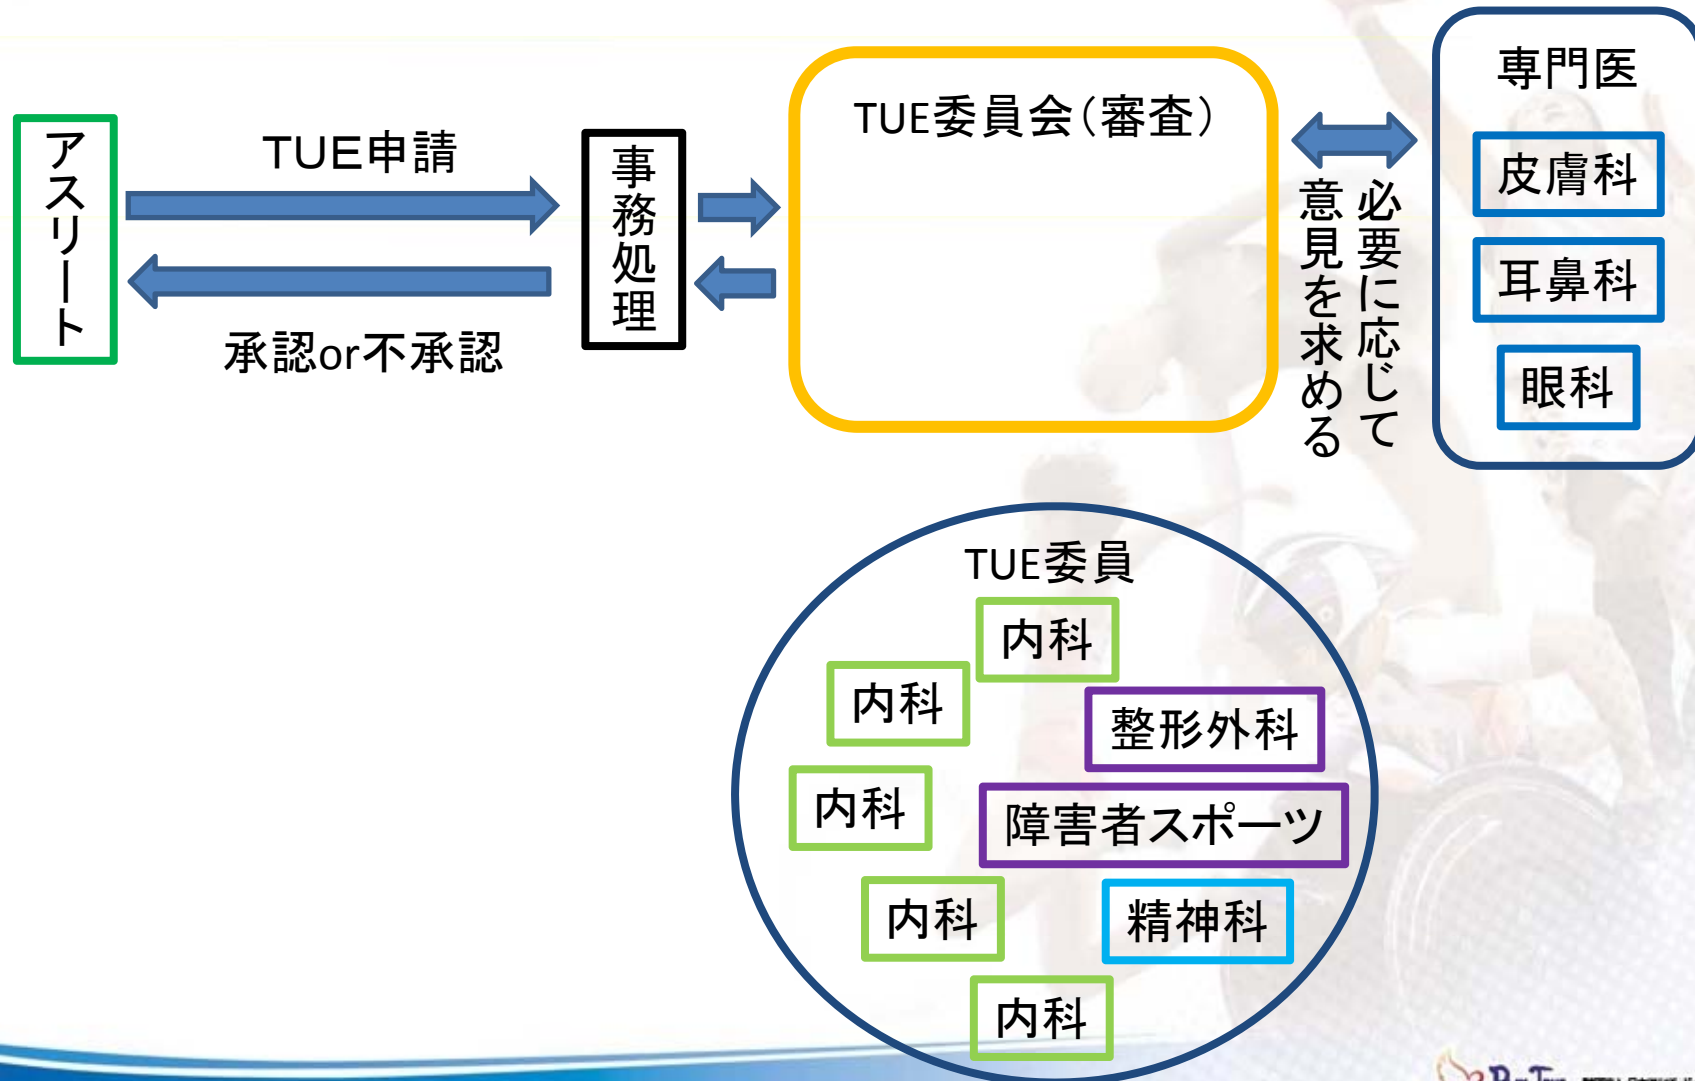 アスリート
TUE申請
承認or不承認
事務処理
TUE委員会（審査）
必要に応じて
意見を求める
専門医
皮膚科
耳鼻科
眼科
TUE委員
内科
内科
整形外科
内科
障害者スポーツ
内科
精神科
内科